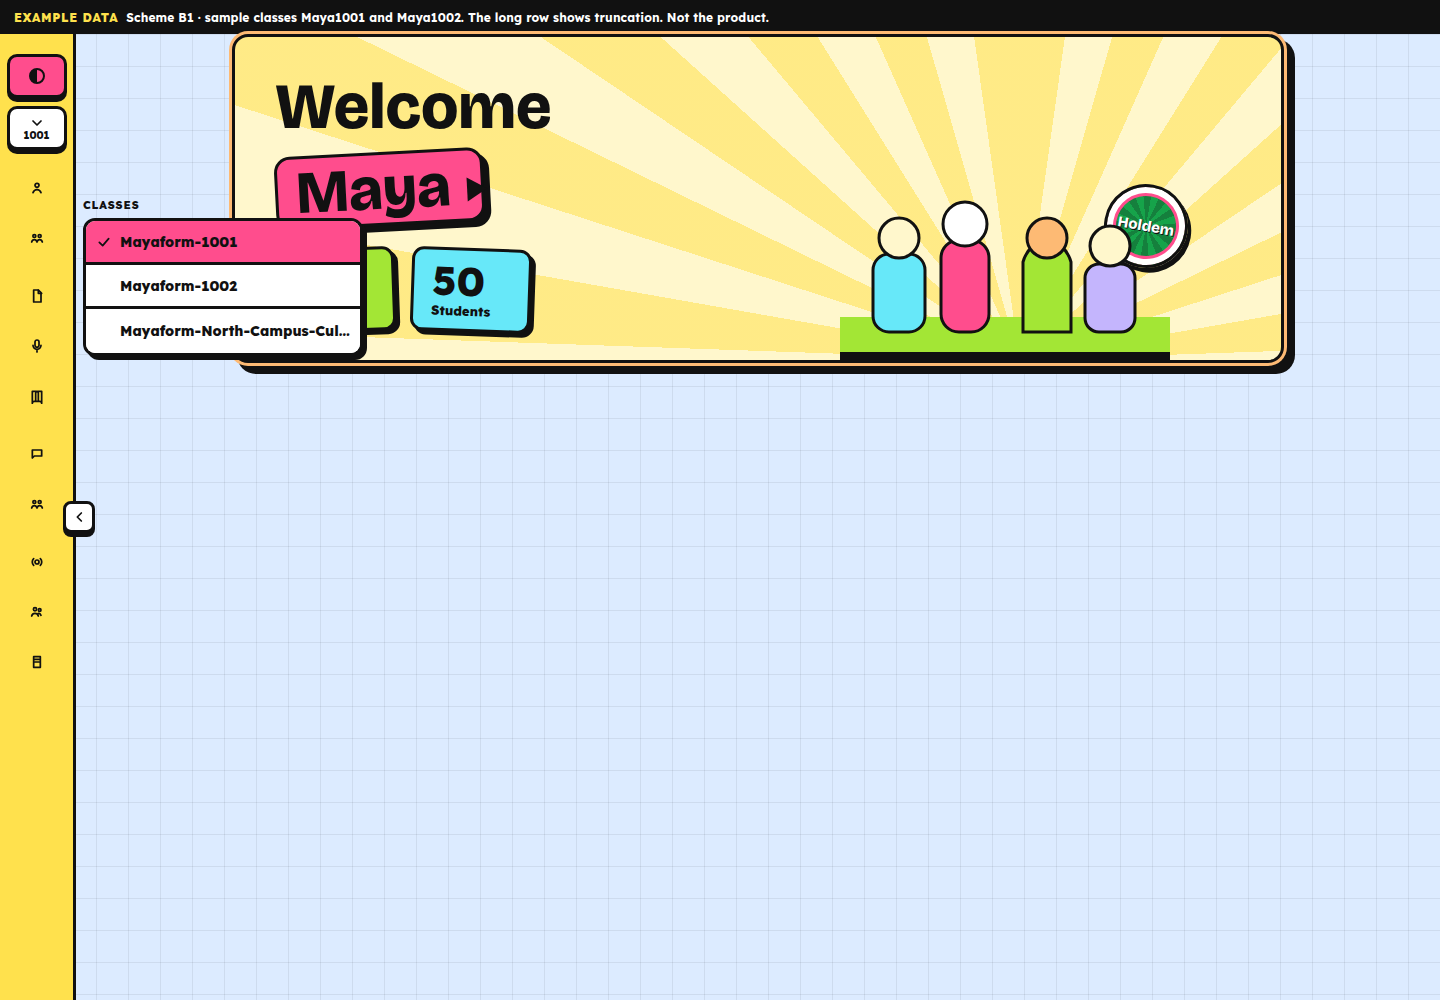 EXAMPLE DATA Scheme B1 · sample classes Maya1001 and Maya1002. The long row shows truncation. Not the product.
1001
Welcome
Maya
CLASSES
Mayaform-1001
Mayaform-1002
Mayaform-North-Campus-Cul...
50
Students
Holdem